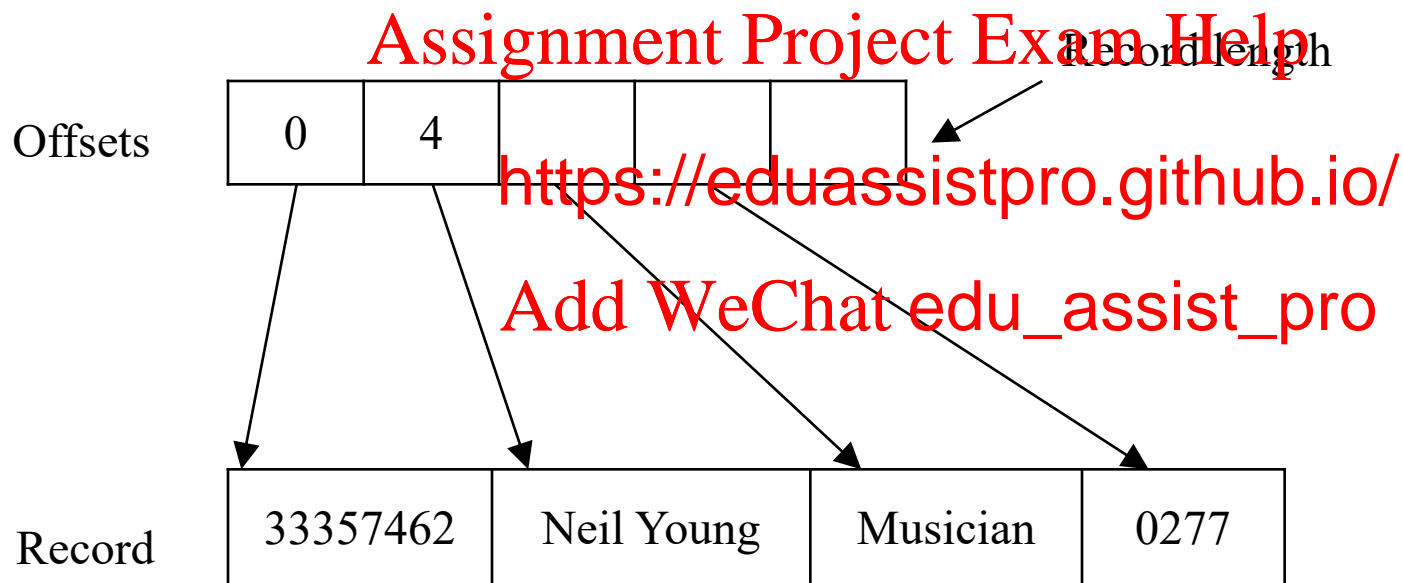 Assignment Project Exam Help
Record length
Offsets 0 4
https://eduassistpro.github.io/
Add WeChat edu_assist_pro
Record 33357462 Neil Young Musician 0277